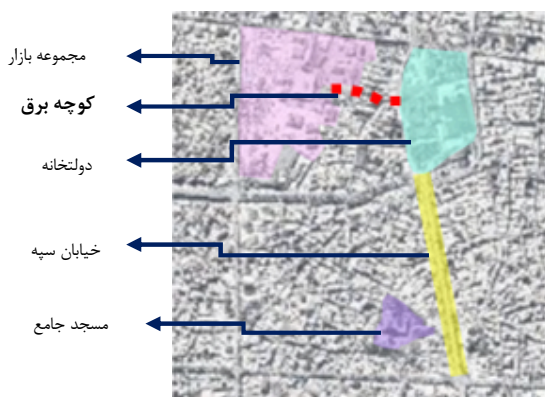 مجموعه بازار
کوچه برق
دولتخانه
خیابان سپه
مسجد جامع